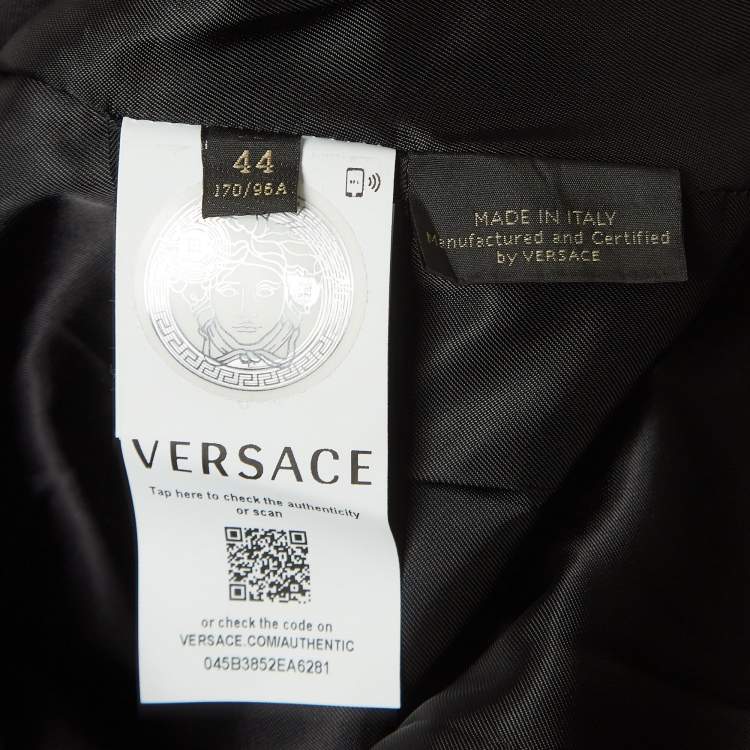 44
170/96A
MADE IN ITALY
Manufactured and Certified
by VERSACE
VERSACE
Tap here to check the authenticity
or scan
or check the code on
VERSACE.COM/AUTHENTIC
045B3852EA6281